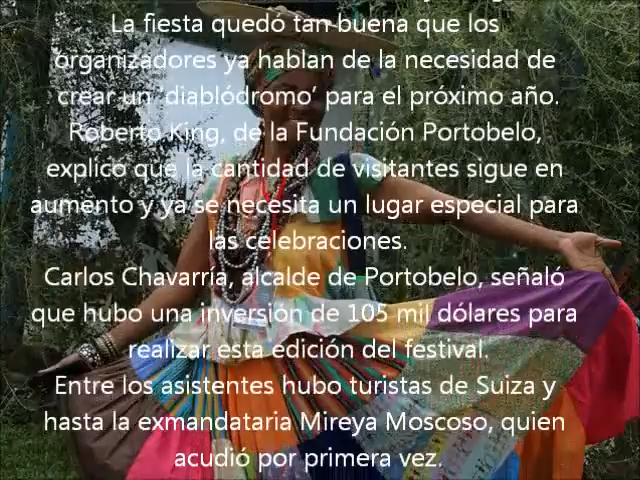 La fiesta quedó tan buena que los
organizadores ya hablan de la necesidad de
crear un ‘diablódromo’ para el próximo año.
Roberto King, de la Fundación Portobelo,
explico que la cantidad de visitantes sigue en
aumento y ya se necesita un lugar especial para
las celebraciones.
Carlos Chavarría, alcalde de Portobelo, señaló
que hubo una inversión de 105 mil dólares para
realizar esta edición del festival.
Entre los asistentes hubo turistas de Suiza y
hasta la exmandataria Mireya Moscoso, quien
acudió por primera vez.